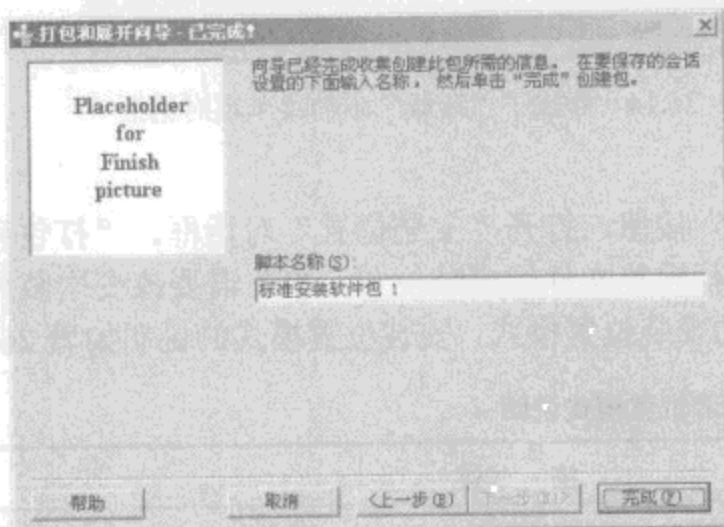 打包和展开向导 - 已完成!
向导已经完成收集创建此包所需的信息。 在要保存的会话
设置的下面输入名称， 然后单击“完成”创建包。
Placeholder
for
Finish
picture
脚本名称(S):
标准安装软件包 1
帮助
取消
<上一步(B)
下一步(N)>
完成(F)